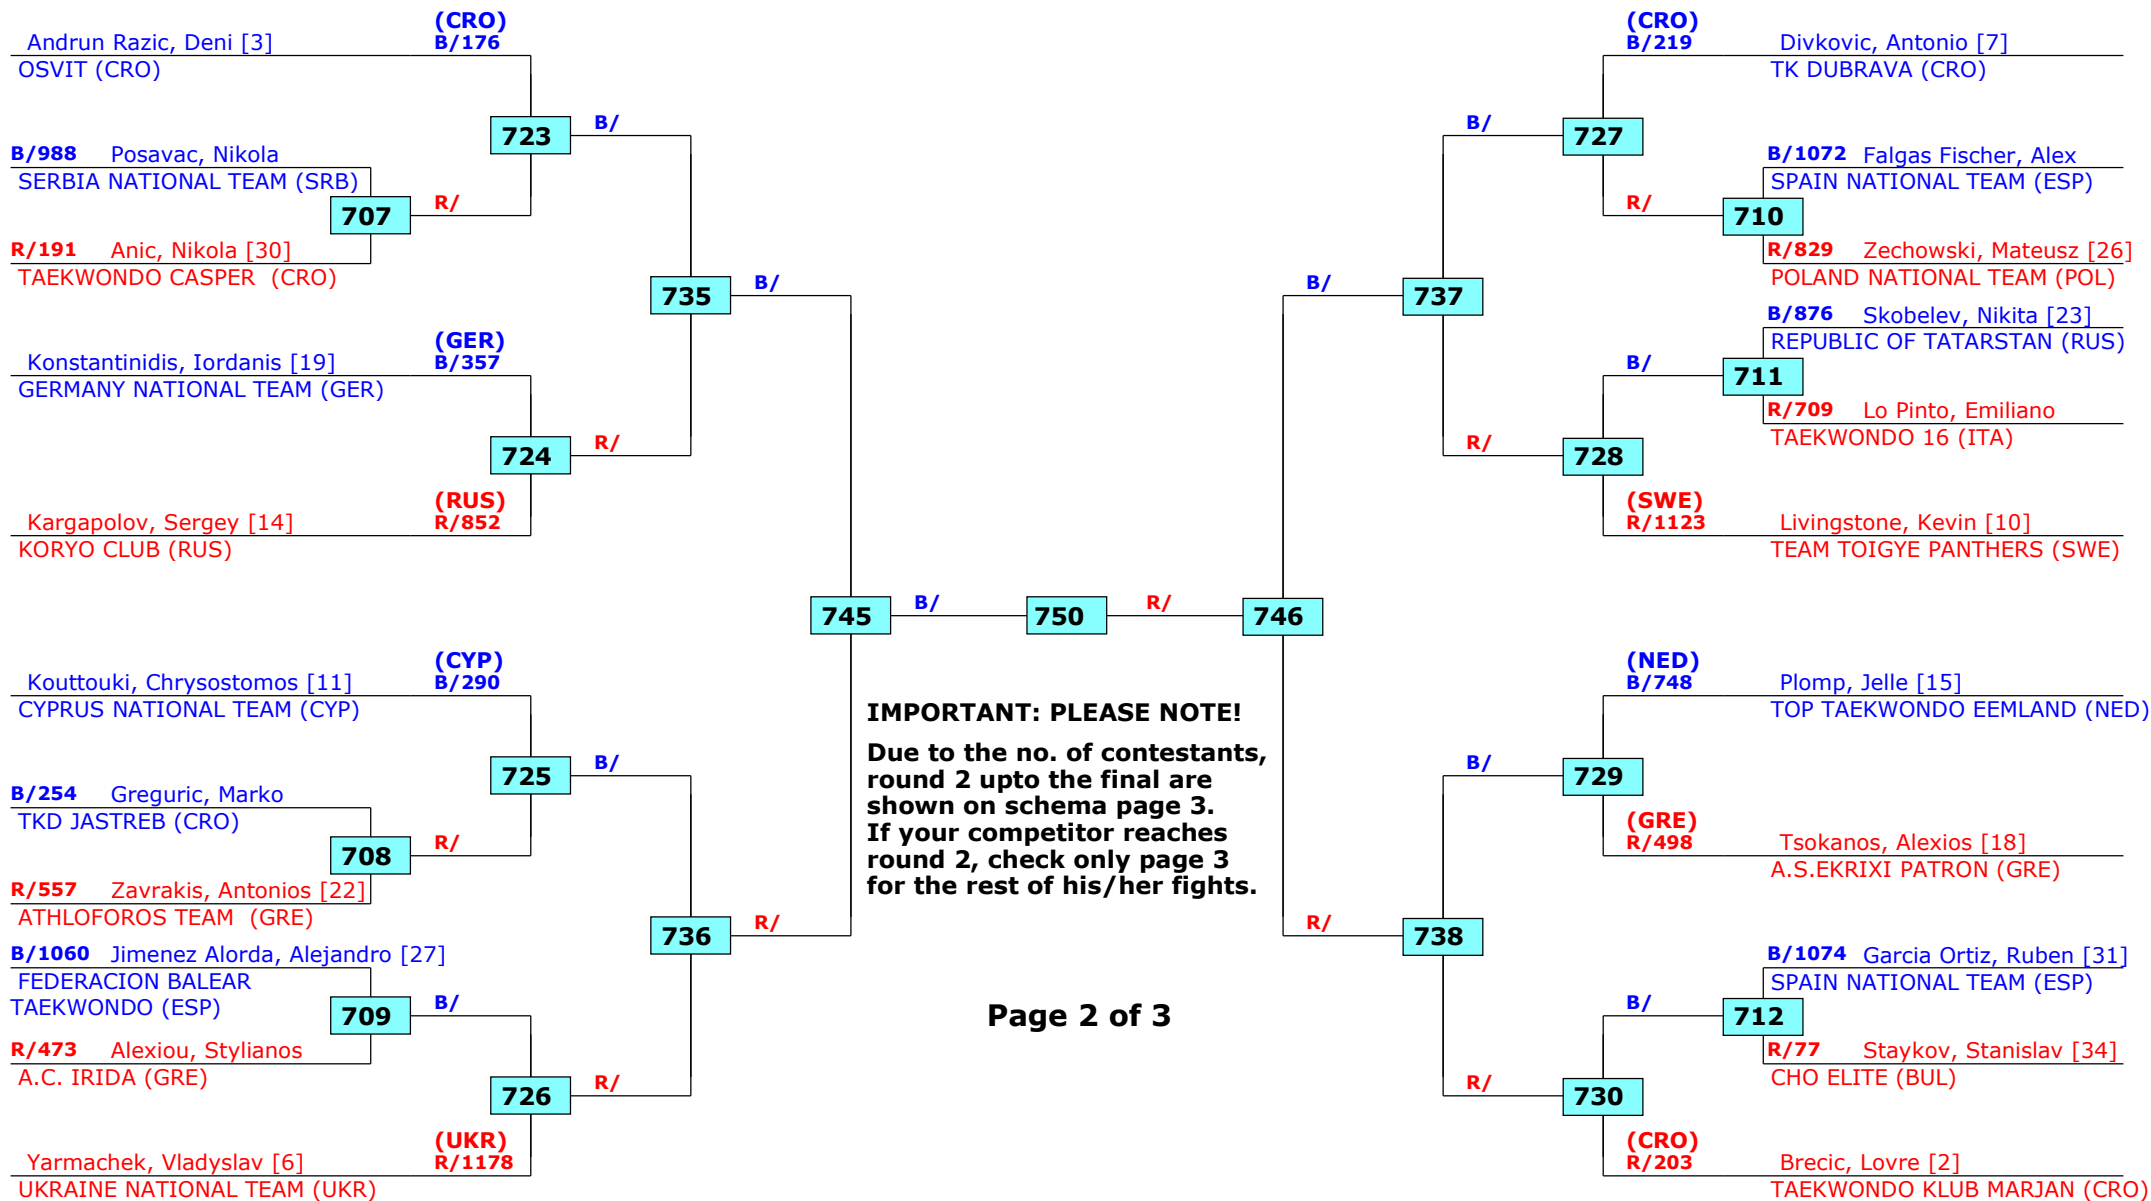 (CRO)
Andrun Razic, Deni [3] B/176
OSVIT (CRO)
723 B/
B/988 Posavac, Nikola
SERBIA NATIONAL TEAM (SRB)
707 R/
R/191 Anic, Nikola [30]
TAEKWONDO CASPER (CRO)
735 B/
(GER)
Konstantinidis, Iordanis [19] B/357
GERMANY NATIONAL TEAM (GER)
724 R/
(RUS)
Kargapolov, Sergey [14] R/852
KORYO CLUB (RUS)
745 B/ 750 R/ 746
(CYP)
Kouttouki, Chrysostomos [11] B/290
CYPRUS NATIONAL TEAM (CYP)
725 B/
B/254 Greguric, Marko
TKD JASTREB (CRO)
708 R/
R/557 Zavrakis, Antonios [22]
ATHLOFOROS TEAM (GRE)
736 R/
B/1060 Jimenez Alorda, Alejandro [27]
FEDERACION BALEAR
TAEKWONDO (ESP)
709 B/
R/473 Alexiou, Stylianos
A.C. IRIDA (GRE)
726 R/
(UKR)
Yarmachek, Vladyslav [6] R/1178
UKRAINE NATIONAL TEAM (UKR)
IMPORTANT: PLEASE NOTE!
Due to the no. of contestants,
round 2 upto the final are
shown on schema page 3.
If your competitor reaches
round 2, check only page 3
for the rest of his/her fights.
Page 2 of 3
(CRO)
B/219 Divkovic, Antonio [7]
TK DUBRAVA (CRO)
B/ 727
B/1072 Falgas Fischer, Alex
SPAIN NATIONAL TEAM (ESP)
R/ 710
R/829 Zechowski, Mateusz [26]
POLAND NATIONAL TEAM (POL)
B/ 737
B/876 Skobelev, Nikita [23]
REPUBLIC OF TATARSTAN (RUS)
B/ 711
R/709 Lo Pinto, Emiliano
TAEKWONDO 16 (ITA)
R/ 728
(SWE)
R/1123 Livingstone, Kevin [10]
TEAM TOIGYE PANTHERS (SWE)
(NED)
B/748 Plomp, Jelle [15]
TOP TAEKWONDO EEMLAND (NED)
B/ 729
(GRE)
R/498 Tsokanos, Alexios [18]
A.S.EKRIXI PATRON (GRE)
R/ 738
B/1074 Garcia Ortiz, Ruben [31]
SPAIN NATIONAL TEAM (ESP)
B/ 712
R/77 Staykov, Stanislav [34]
CHO ELITE (BUL)
R/ 730
(CRO)
R/203 Brecic, Lovre [2]
TAEKWONDO KLUB MARJAN (CRO)